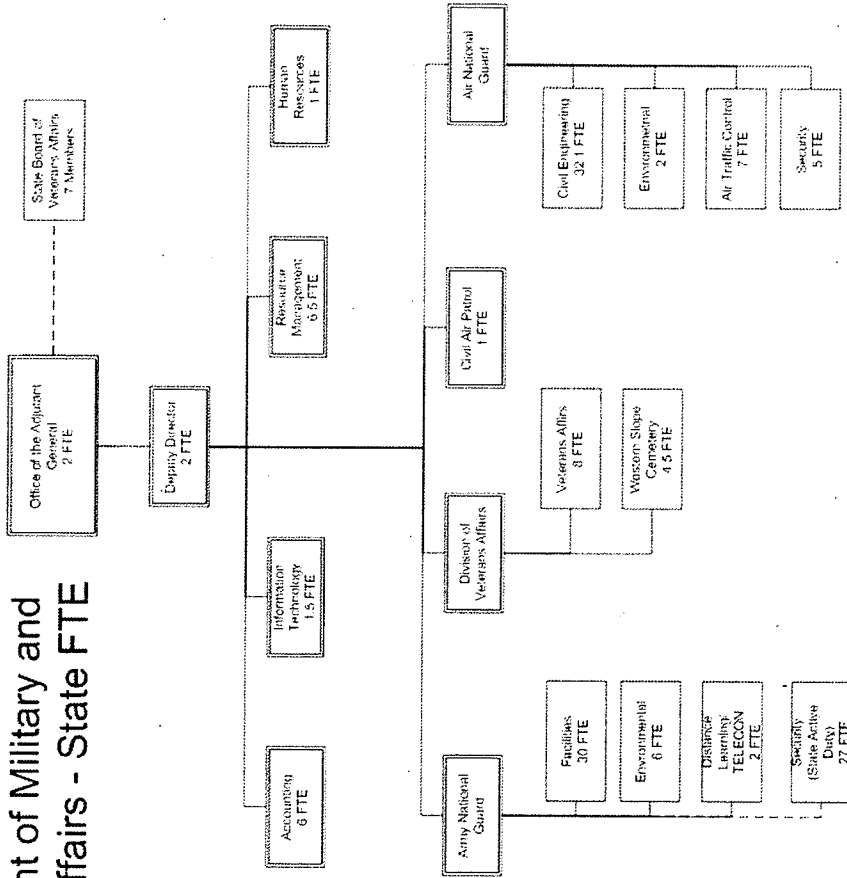 nt of Military and
ffairs - State FTE
Office of the Adjutant
General
2 FTE
State Board of
Veterans Affairs
7 Members
Deputy Director
2 FTE
Accounting
6 FTE
Information
Technology
1.5 FTE
Resource
Management
6.5 FTE
Human
Resources
1 FTE
Army National
Guard
Division of
Veterans Affairs
Civil Air Patrol
1 FTE
Air National
Guard
Facilities
30 FTE
Environmental
6 FTE
Distance
Learning/
TELECON
2 FTE
Security
(State Active
Duty)
27 FTE
Veterans Affirs
8 FTE
Western Slope
Cemetery
4.5 FTE
Civil Engineering
32.1 FTE
Environmetnal
2 FTE
Air Traffic Control
7 FTE
Security
5 FTE